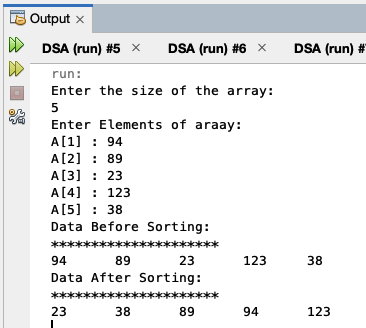 Output ×
DSA (run) #5 × DSA (run) #6 × DSA (run) #
run:
Enter the size of the array:
5
Enter Elements of araay:
A[1] : 94
A[2] : 89
A[3] : 23
A[4] : 123
A[5] : 38
Data Before Sorting:
*********************
94 89 23 123 38
Data After Sorting:
*********************
23 38 89 94 123